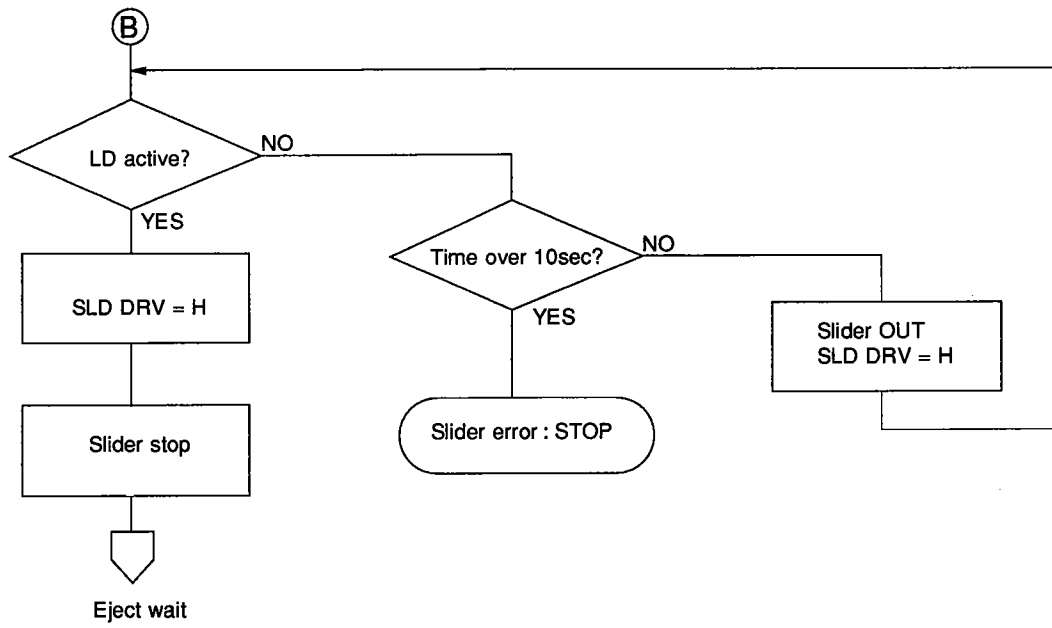 B
LD active?
NO
YES
SLD DRV = H
Slider stop
Eject wait
Time over 10sec?
NO
YES
Slider error : STOP
Slider OUT
SLD DRV = H